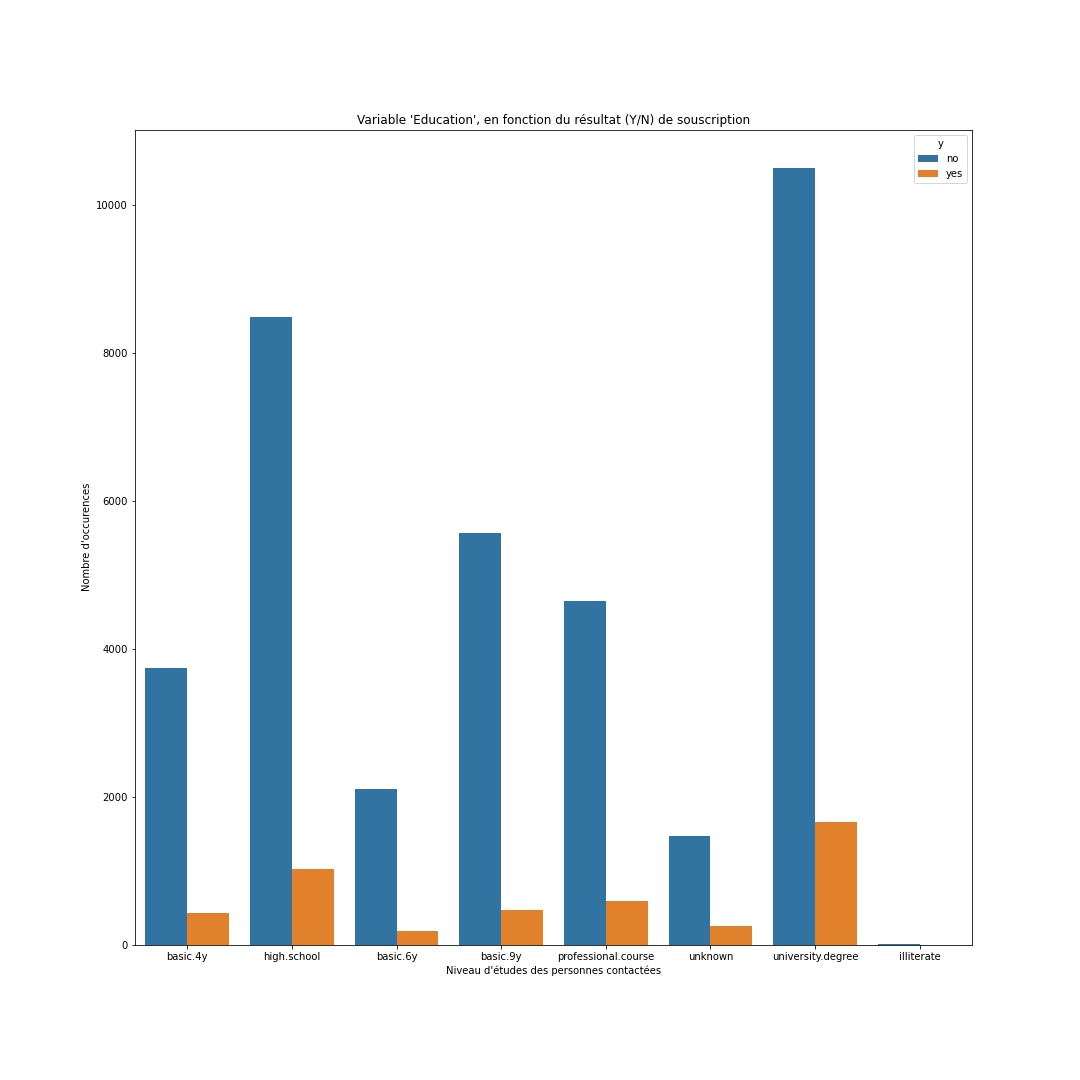 Variable 'Education', en fonction du résultat (Y/N) de souscription
y
no
yes
10000
8000
6000
4000
2000
0
Nombre d'occurences
basic.4y high.school basic.6y basic.9y professional.course unknown university.degree illiterate
Niveau d'études des personnes contactées